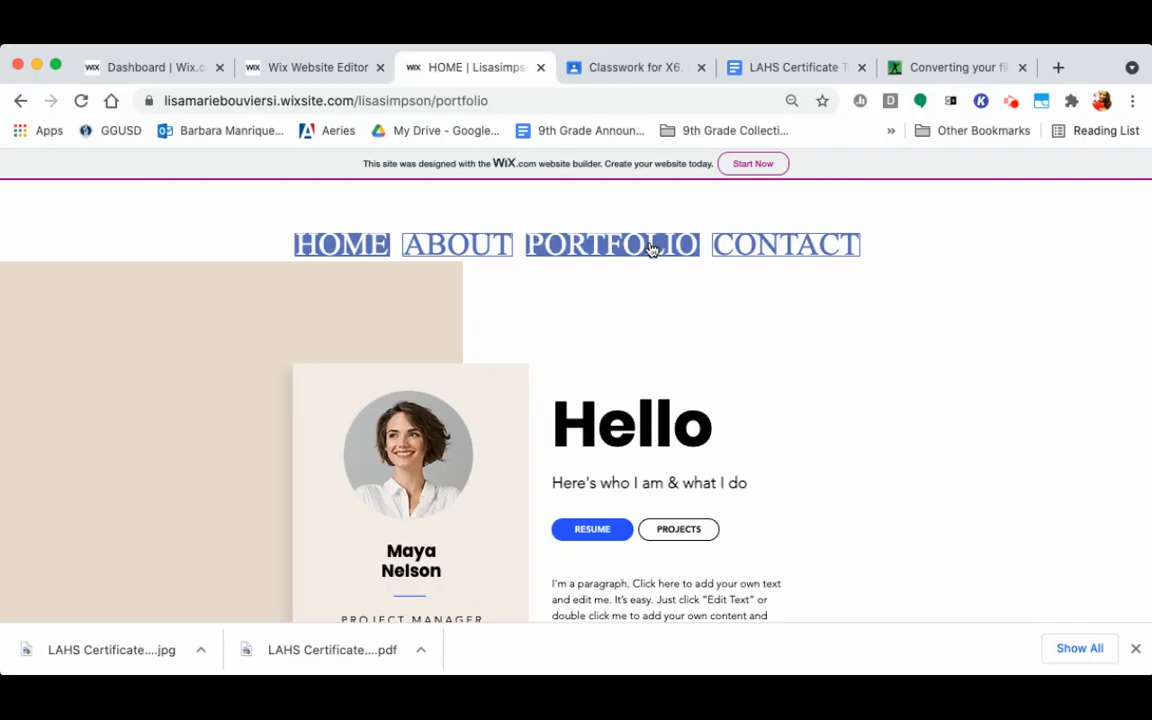 WiX Dashboard | Wix.c
WiX Wix Website Editor
WiX HOME | Lisasimps
Classwork for X6.
LAHS Certificate T
Converting your fil
lisamariebouviersi.wixsite.com/lisasimpson/portfolio
D
K
Apps
GGUSD
Barbara Manrique...
Aeries
My Drive - Google...
9th Grade Announ...
9th Grade Collecti...
»
Other Bookmarks
Reading List
This site was designed with the WiX.com website builder. Create your website today.
Start Now
HOME ABOUT PORTFOLIO CONTACT
Hello
Here's who I am & what I do
RESUME
PROJECTS
Maya
Nelson
PROJECT MANAGER
I'm a paragraph. Click here to add your own text
and edit me. It's easy. Just click “Edit Text” or
double click me to add your own content and
LAHS Certificate....jpg
LAHS Certificate....pdf
Show All